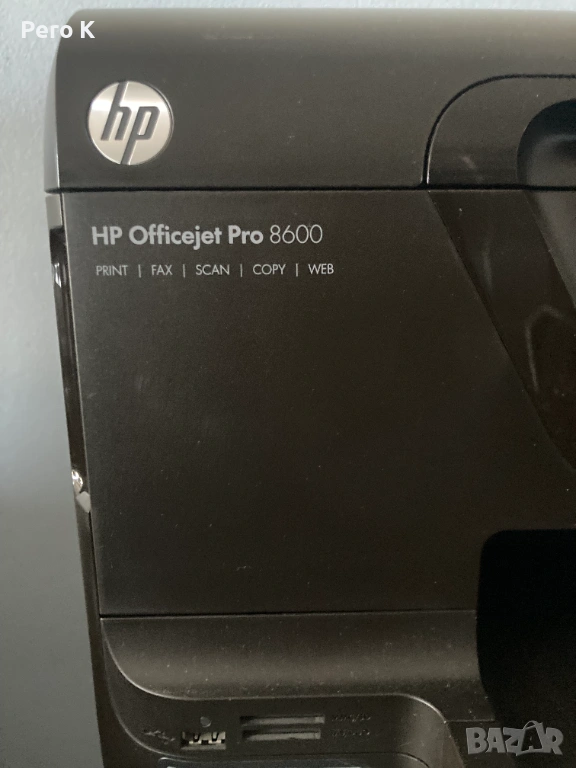 Pero K
hp
HP Officejet Pro 8600
PRINT | FAX | SCAN | COPY | WEB
BAZAR